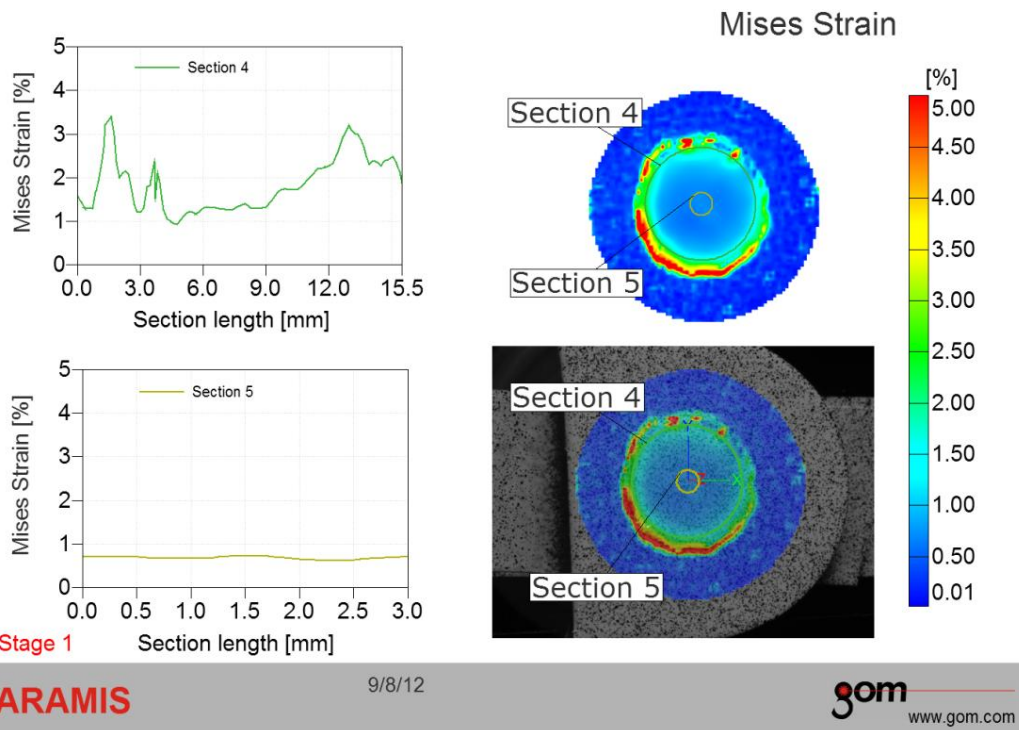 Mises Strain
5
4
3
2
1
0
Mises Strain [%]
Section 4
0.0 3.0 6.0 9.0 12.0 15.5
Section length [mm]
Section 4
Section 5
[%]
5.00
4.50
4.00
3.50
3.00
2.50
2.00
1.50
1.00
0.50
0.01
5
4
3
2
1
0
Mises Strain [%]
Section 5
0.0 0.5 1.0 1.5 2.0 2.5 3.0
Section length [mm]
Stage 1
Section 4
Section 5
X
ARAMIS
9/8/12
gom
www.gom.com